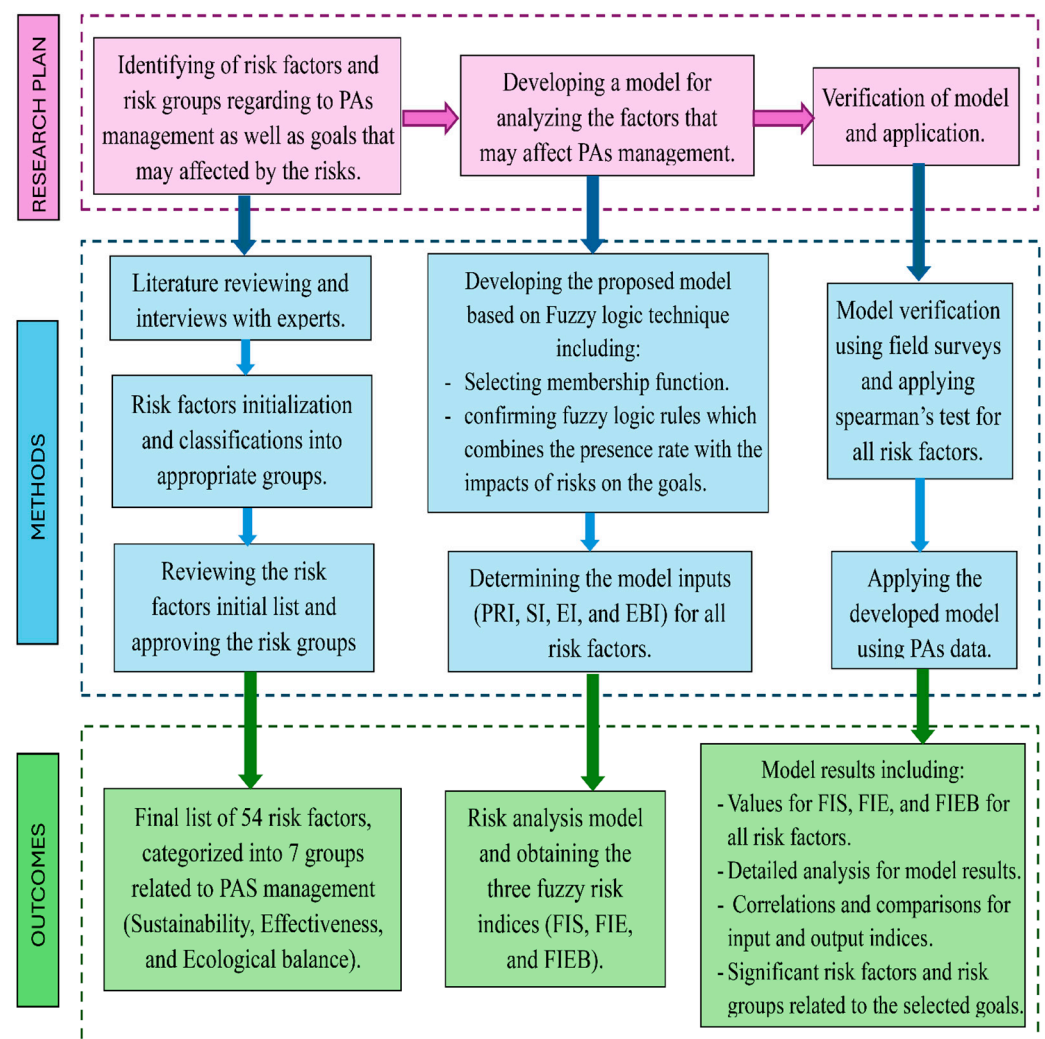 RESEARCH PLAN
Identifying of risk factors and
risk groups regarding to PAs
management as well as goals that
may affected by the risks.
Developing a model for
analyzing the factors that
may affect PAs management.
Verification of model
and application.
METHODS
Literature reviewing and
interviews with experts.
Risk factors initialization
and classifications into
appropriate groups.
Reviewing the risk
factors initial list and
approving the risk groups
Developing the proposed model
based on Fuzzy logic technique
including:
- Selecting membership function.
- confirming fuzzy logic rules which
combines the presence rate with the
impacts of risks on the goals.
Determining the model inputs
(PRI, SI, EI, and EBI) for all
risk factors.
Model verification
using field surveys
and applying
spearman's test for
all risk factors.
Applying the
developed model
using PAs data.
OUTCOMES
Final list of 54 risk factors,
categorized into 7 groups
related to PAS management
(Sustainability, Effectiveness,
and Ecological balance).
Risk analysis model
and obtaining the
three fuzzy risk
indices (FIS, FIE,
and FIEB).
Model results including:
- Values for FIS, FIE, and FIEB for
all risk factors.
- Detailed analysis for model results.
- Correlations and comparisons for
input and output indices.
- Significant risk factors and risk
groups related to the selected goals.